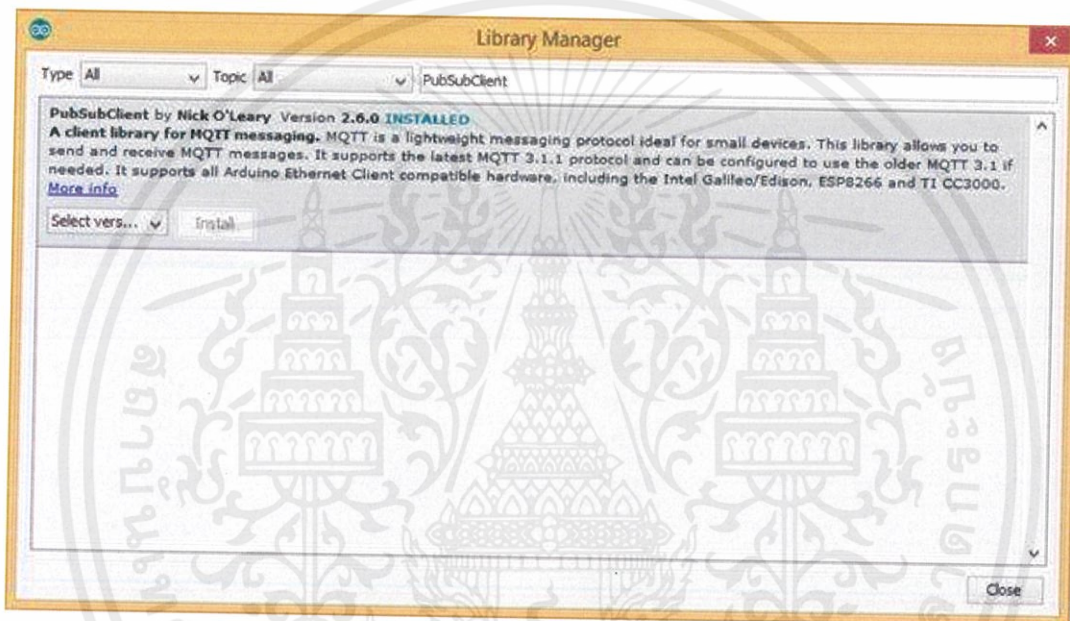 Library Manager
Type All Topic All PubSubClient
PubSubClient by Nick O'Leary Version 2.6.0 INSTALLED
A client library for MQTT messaging. MQTT is a lightweight messaging protocol ideal for small devices. This library allows you to
send and receive MQTT messages. It supports the latest MQTT 3.1.1 protocol and can be configured to use the older MQTT 3.1 if
needed. It supports all Arduino Ethernet Client compatible hardware, including the Intel Galileo/Edison, ESP8266 and TI CC3000.
More info
Select vers... Install
Close